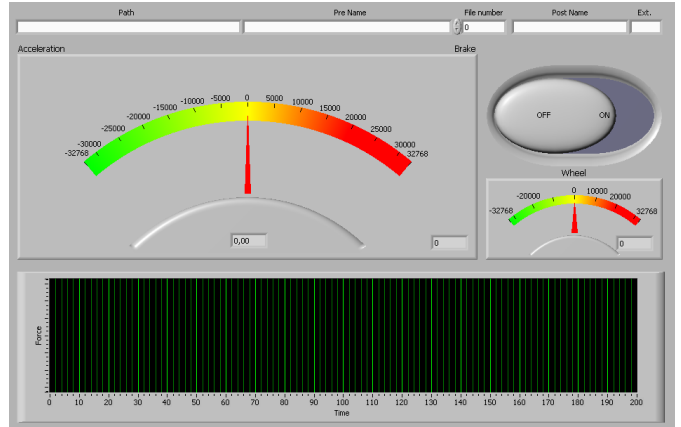 Path Pre Name File number Post Name Ext.
0
Acceleration Brake
-32768 -30000 -25000 -20000 -15000 -10000 -5000 0 5000 10000 15000 20000 25000 30000 32768
0,00 0
OFF ON
Wheel
-32768 -20000 0 10000 20000 32768
0
Force
0 10 20 30 40 50 60 70 80 90 100 110 120 130 140 150 160 170 180 190 200
Time